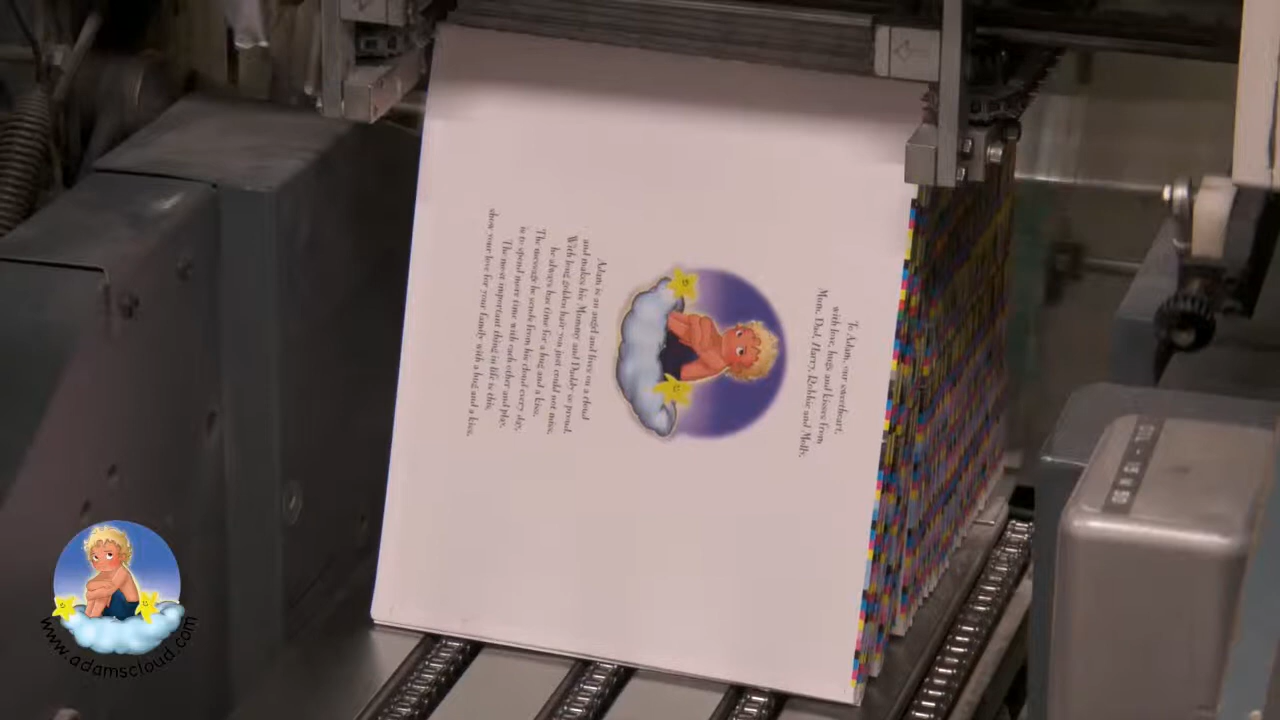 To Adam, our sweetheart,
with love, hugs and kisses from
Mum, Dad, Harry, Robbie and Molly.
Adam is an angel and lives on a cloud
and makes his Mummy and Daddy so proud.
With long golden hair you just could not miss,
he always has time for a hug and a kiss.
The message he sends from his cloud every day,
is to spend more time with each other and play.
The most important thing in life is this,
show your love for your family with a hug and a kiss.
www.adamscloud.com